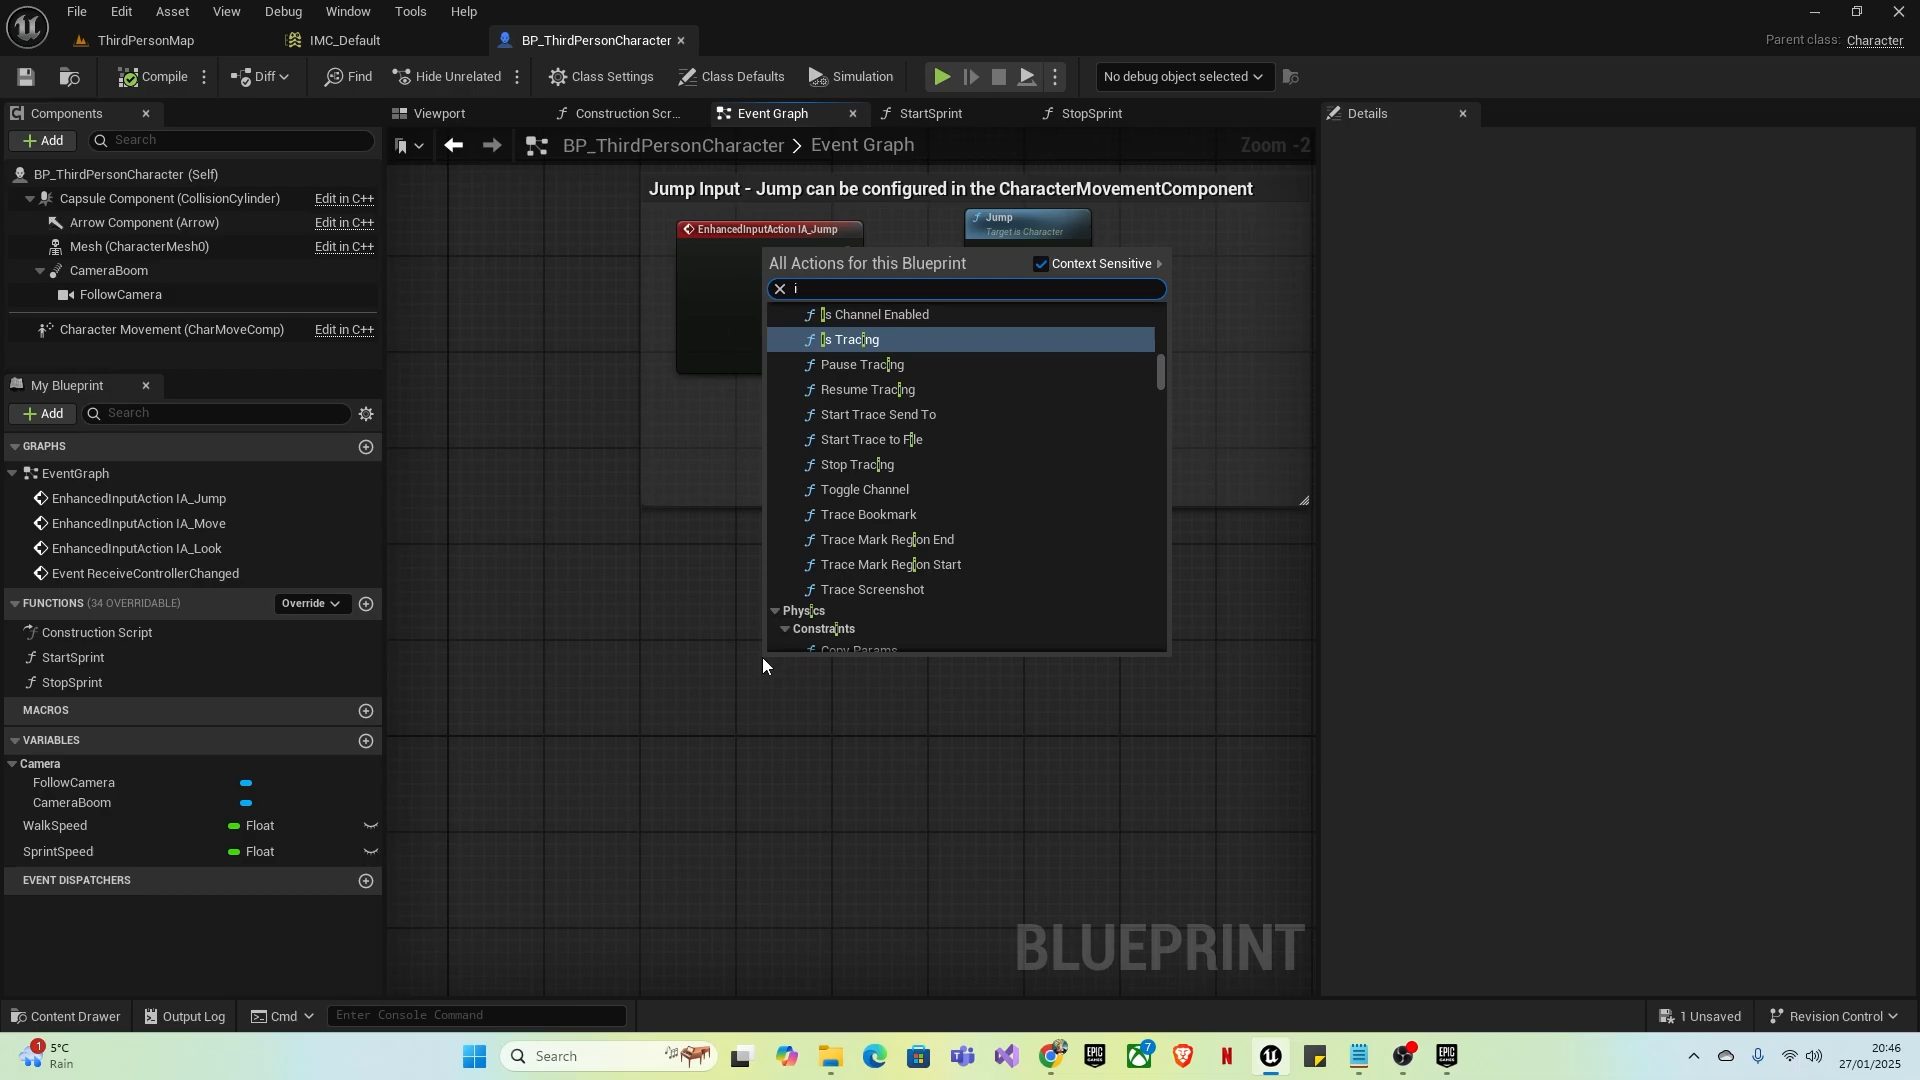 File Edit Asset View Debug Window Tools Help
ThirdPersonMap IMC_Default BP_ThirdPersonCharacter Parent class: Character
Compile Diff Find Hide Unrelated Class Settings Class Defaults Simulation No debug object selected
Components Viewport Construction Scr... Event Graph StartSprint StopSprint Details
Add Search BP_ThirdPersonCharacter > Event Graph Zoom -2
BP_ThirdPersonCharacter (Self)
Capsule Component (CollisionCylinder) Edit in C++
Arrow Component (Arrow) Edit in C++
Mesh (CharacterMesh0) Edit in C++
CameraBoom
FollowCamera
Character Movement (CharMoveComp) Edit in C++
Jump Input - Jump can be configured in the CharacterMovementComponent
EnhancedInputAction IA_Jump
Jump
Target is Character
All Actions for this Blueprint Context Sensitive
i
Is Channel Enabled
Is Tracing
Pause Tracing
Resume Tracing
Start Trace Send To
Start Trace to File
Stop Tracing
Toggle Channel
Trace Bookmark
Trace Mark Region End
Trace Mark Region Start
Trace Screenshot
Physics
Constraints
Copy Params
My Blueprint
Add Search
GRAPHS
EventGraph
EnhancedInputAction IA_Jump
EnhancedInputAction IA_Move
EnhancedInputAction IA_Look
Event ReceiveControllerChanged
FUNCTIONS (34 OVERRIDABLE) Override
Construction Script
StartSprint
StopSprint
MACROS
VARIABLES
Camera
FollowCamera
CameraBoom
WalkSpeed Float
SprintSpeed Float
EVENT DISPATCHERS
BLUEPRINT
Content Drawer Output Log Cmd Enter Console Command 1 Unsaved Revision Control
1 5°C
Rain
Search
EPIC GAMES
7
N
EPIC GAMES
20:46
27/01/2025